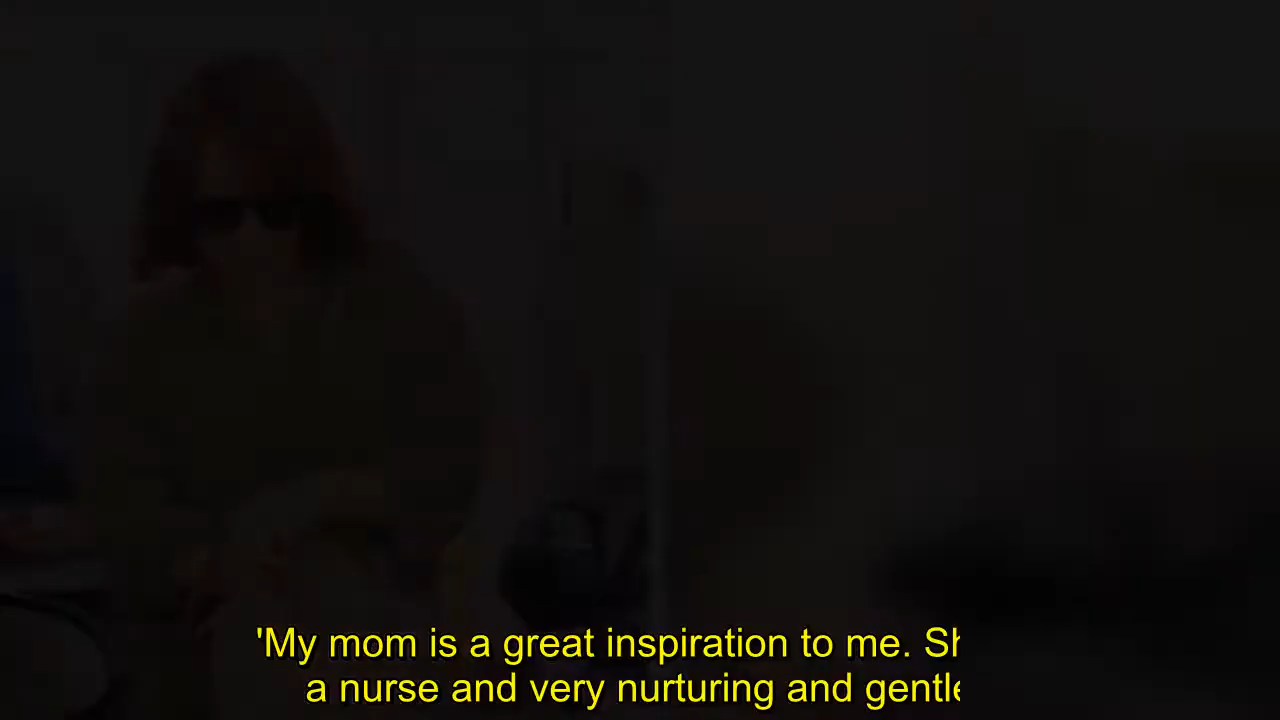 'My mom is a great inspiration to me.
a nurse and very nurturing and